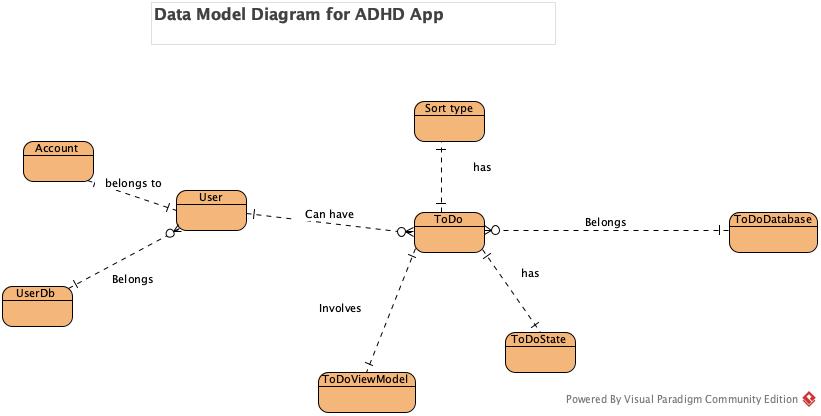 Data Model Diagram for ADHD App
Sort type
Account
has
belongs to
User
Can have
ToDo
Belongs
ToDoDatabase
Belongs
has
UserDb
Involves
ToDoState
ToDoViewModel
Powered By Visual Paradigm Community Edition